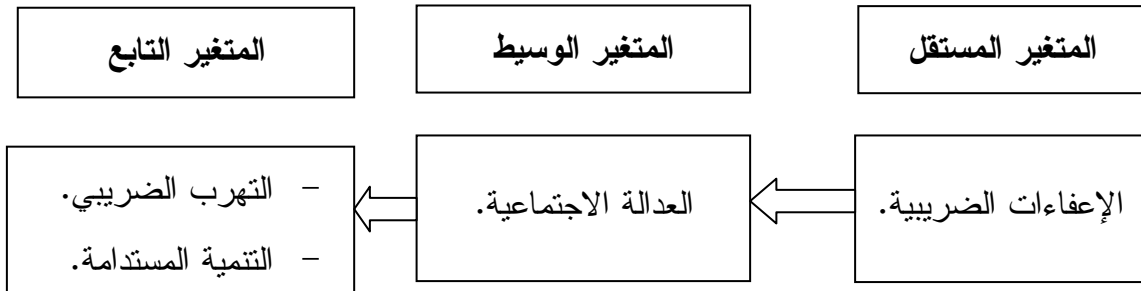 المتغير المستقل
المتغير الوسيط
المتغير التابع
الإعفاءات الضريبية.
العدالة الاجتماعية.
- التهرب الضريبي.
- التنمية المستدامة.